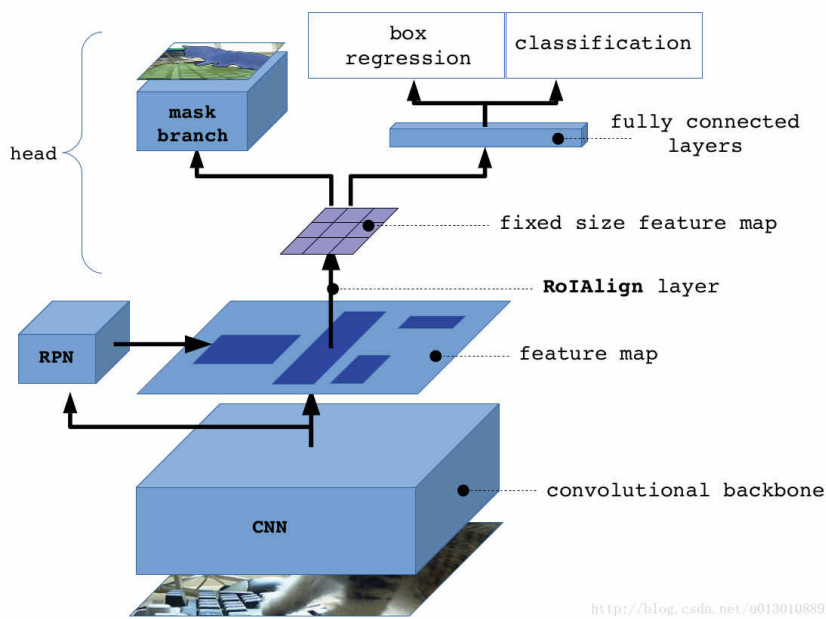 box
regression
classification
mask
branch
fully connected
layers
head
fixed size feature map
RoIAlign layer
RPN
feature map
convolutional backbone
CNN
http://blog.csdn.net/u013010889